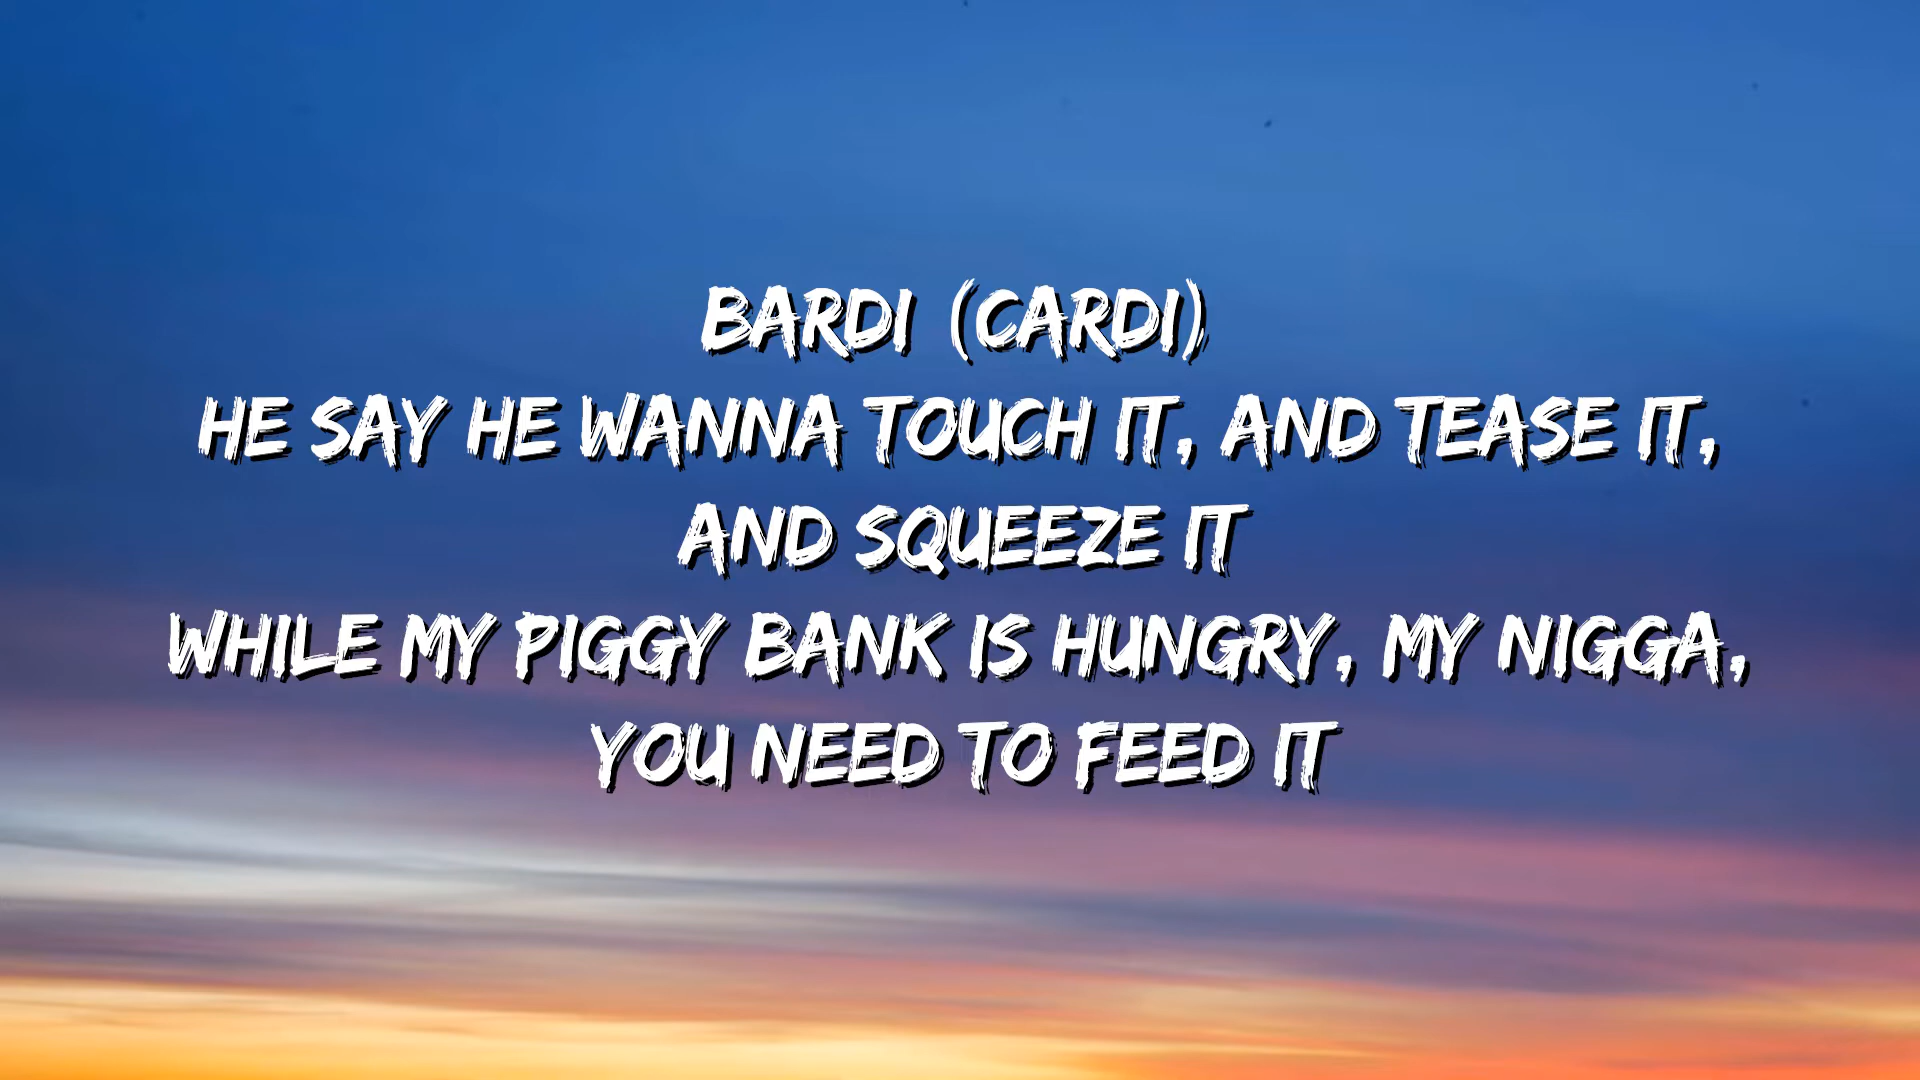 BARDI (CARDI)
HE SAY HE WANNA TOUCH IT, AND TEASE IT,
AND SQUEEZE IT
WHILE MY PIGGY BANK IS HUNGRY, MY NIGGA,
YOU NEED TO FEED IT